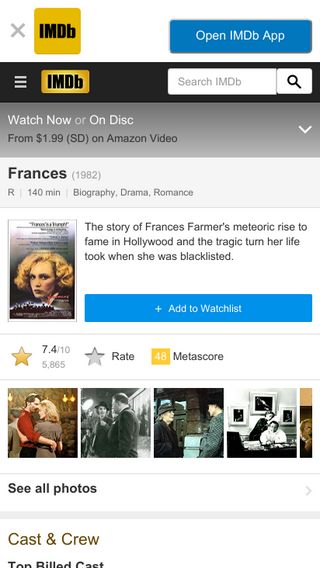 IMDb
Open IMDb App
IMDb
Search IMDb
Watch Now or On Disc
From $1.99 (SD) on Amazon Video
Frances (1982)
R | 140 min | Biography, Drama, Romance
The story of Frances Farmer's meteoric rise to
fame in Hollywood and the tragic turn her life
took when she was blacklisted.
+ Add to Watchlist
7.4/10
5,865
Rate
48 Metascore
See all photos
Cast & Crew
Top Billed Cast